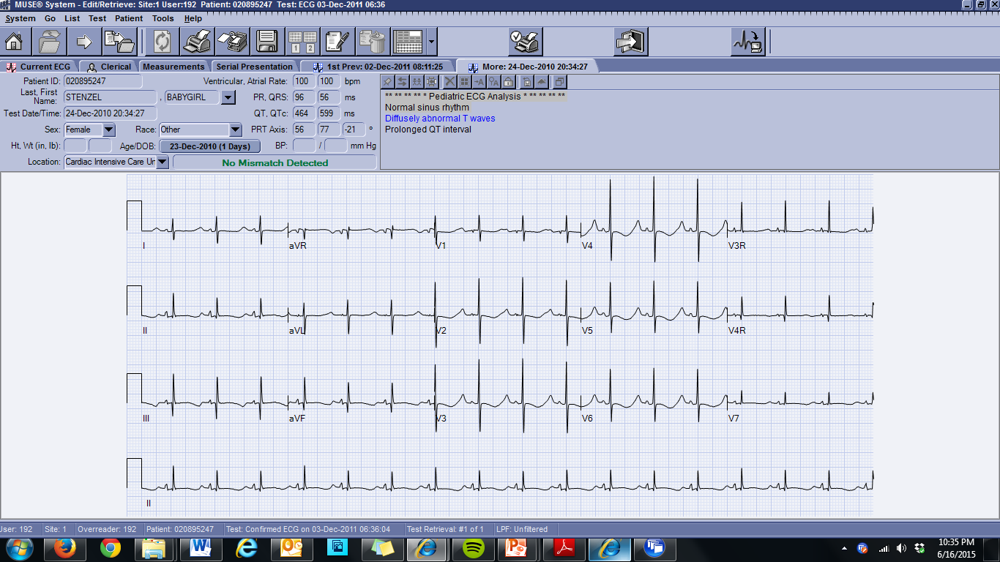 MUSE® System - Edit/Retrieve: Site:1 User:192 Patient: 020895247 Test: ECG 03-Dec-2011 06:36
System Go List Test Patient Tools Help
1 2
Current ECG Clerical Measurements Serial Presentation 1st Prev: 02-Dec-2011 08:11:25 More: 24-Dec-2010 20:34:27
Patient ID: 020895247 Ventricular, Atrial Rate: 100 100 bpm
Last, First Name: STENZEL , BABYGIRL PR, QRS: 96 56 ms
Test Date/Time: 24-Dec-2010 20:34:27 QT, QTc: 464 599 ms
Sex: Female Race: Other PRT Axis: 56 77 -21 °
Ht, Wt (in, lb): Age/DOB: 23-Dec-2010 (1 Days) BP: / mm Hg
Location: Cardiac Intensive Care Ur No Mismatch Detected
** ** ** ** * Pediatric ECG Analysis * ** ** ** **
Normal sinus rhythm
Diffusely abnormal T waves
Prolonged QT interval
I aVR V1 V4 V3R
II aVL V2 V5 V4R
III aVF V3 V6 V7
II
User: 192 Site: 1 Overreader: 192 Patient: 020895247 Test: Confirmed ECG on 03-Dec-2011 06:36:04 Test Retrieval: #1 of 1 LPF: Unfiltered
10:35 PM
6/16/2015